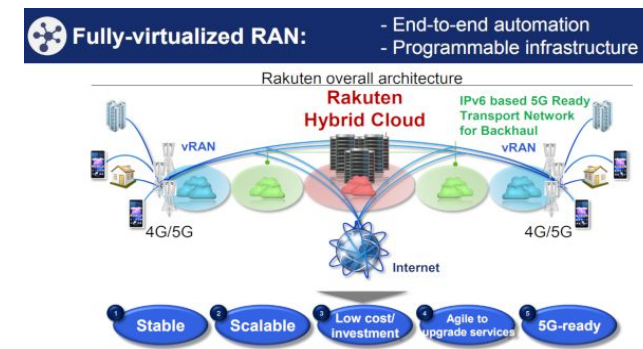 Fully-virtualized RAN:
- End-to-end automation
- Programmable infrastructure
Rakuten overall architecture
Rakuten
Hybrid Cloud
IPv6 based 5G Ready
Transport Network
for Backhaul
vRAN
vRAN
4G/5G
4G/5G
Internet
1
Stable
2
Scalable
3
Low cost/
investment
4
Agile to
upgrade services
5
5G-ready